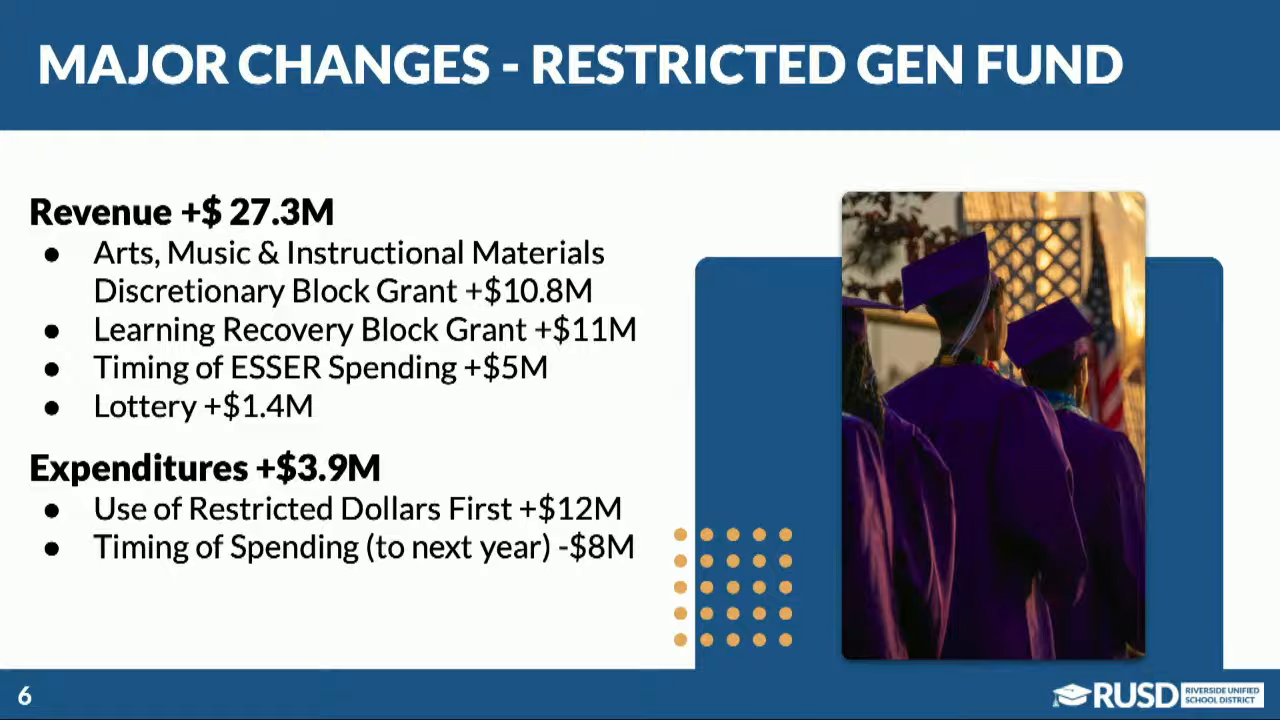 MAJOR CHANGES - RESTRICTED GEN FUND
Revenue +$ 27.3M
● Arts, Music & Instructional Materials
Discretionary Block Grant +$10.8M
● Learning Recovery Block Grant +$11M
● Timing of ESSER Spending +$5M
● Lottery +$1.4M
Expenditures +$3.9M
● Use of Restricted Dollars First +$12M
● Timing of Spending (to next year) -$8M
6
RUSD
RIVERSIDE UNIFIED
SCHOOL DISTRICT